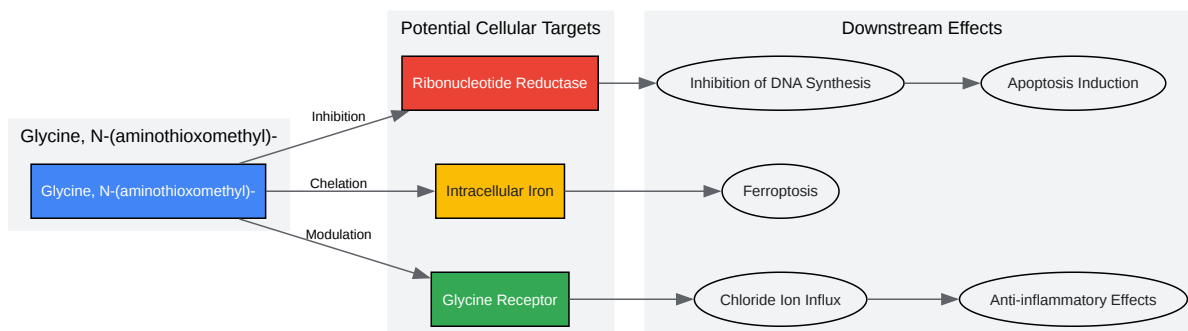 Potential Cellular Targets
Downstream Effects
Ribonucleotide Reductase
Inhibition of DNA Synthesis
Apoptosis Induction
Inhibition
Glycine, N-(aminothioxomethyl)-
Glycine, N-(aminothioxomethyl)-
Chelation
Intracellular Iron
Ferroptosis
Modulation
Glycine Receptor
Chloride Ion Influx
Anti-inflammatory Effects